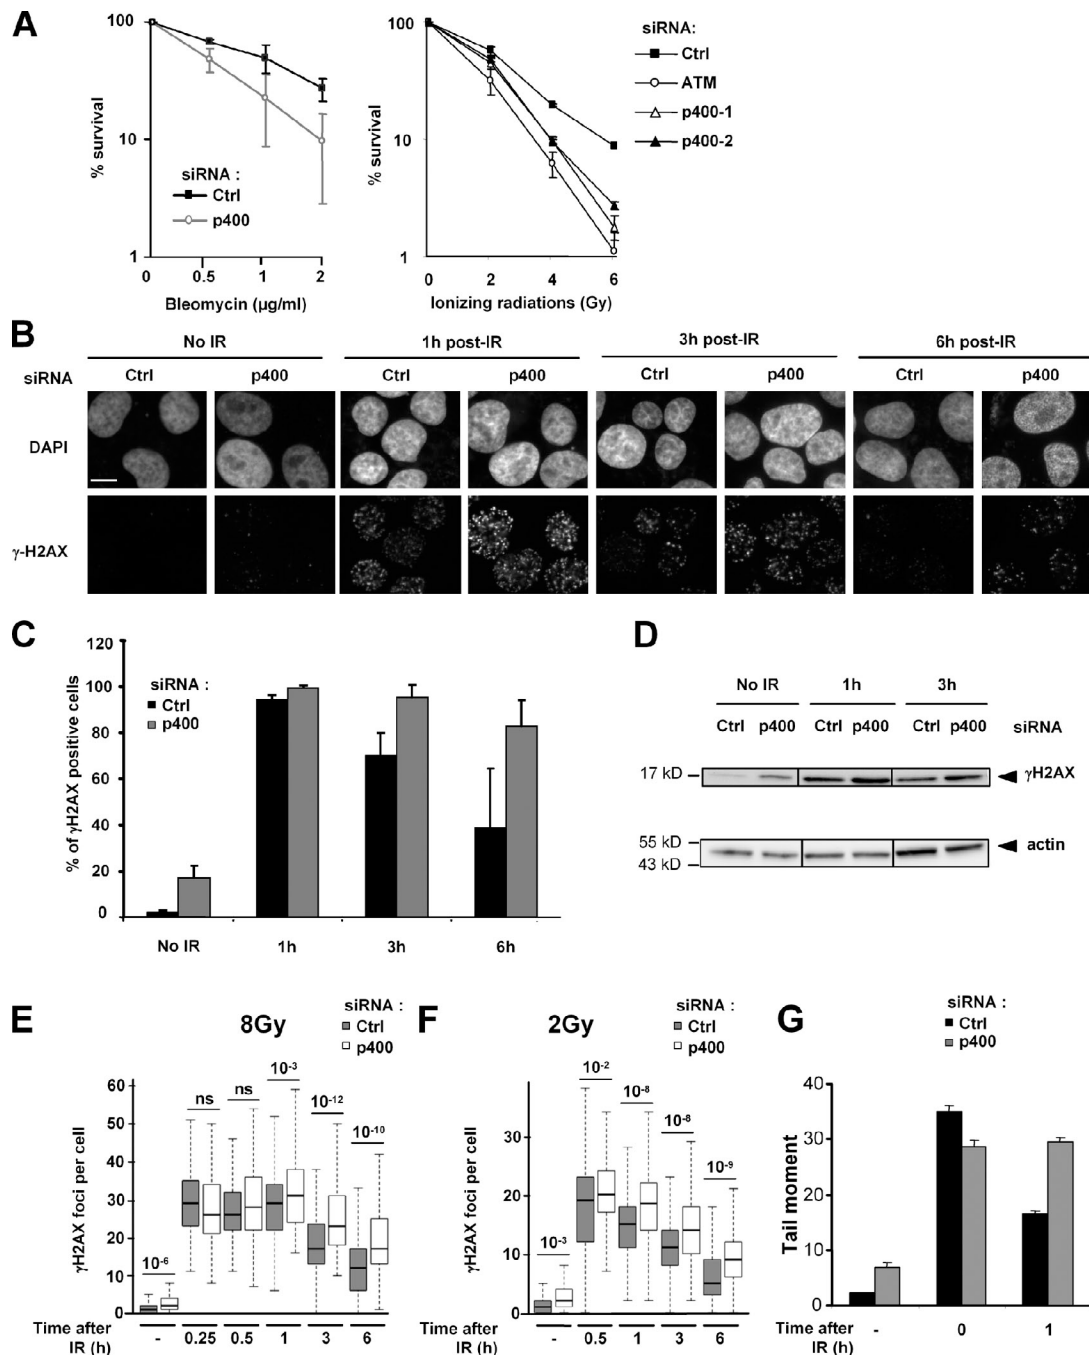 A
100
10
1
% survival
siRNA :
Ctrl
p400
0 0.5 1 2
Bleomycin (µg/ml)
100
10
1
% survival
0 2 4 6
Ionizing radiations (Gy)
siRNA:
Ctrl
ATM
p400-1
p400-2
B
No IR 1h post-IR 3h post-IR 6h post-IR
siRNA Ctrl p400 Ctrl p400 Ctrl p400 Ctrl p400
DAPI
γ-H2AX
C
120
100
80
60
40
20
0
% of γH2AX positive cells
siRNA :
Ctrl
p400
No IR 1h 3h 6h
D
No IR 1h 3h
Ctrl p400 Ctrl p400 Ctrl p400 siRNA
17 kD γH2AX
55 kD actin
43 kD
E
8Gy
siRNA :
Ctrl
p400
60
50
40
30
20
10
0
γH2AX foci per cell
10-6 ns ns 10-3 10-12 10-10
Time after IR (h)
- 0.25 0.5 1 3 6
F
2Gy
siRNA :
Ctrl
p400
30
20
10
0
γH2AX foci per cell
10-3 10-2 10-8 10-8 10-9
Time after IR (h)
- 0.5 1 3 6
G
siRNA :
Ctrl
p400
40
30
20
10
0
Tail moment
Time after IR (h)
- 0 1